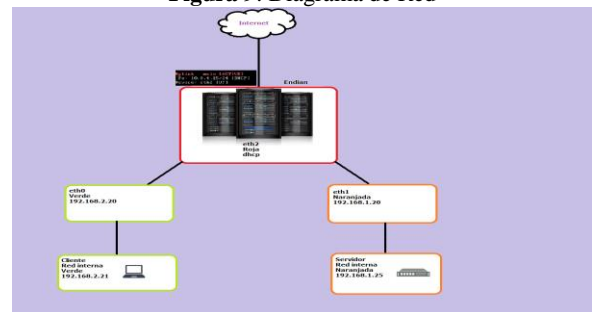 Figura 9. Diagrama de Red
Internet
Endian
eth2
Roja
dhcp
eth0
Verde
192.168.2.20
eth1
Naranjada
192.168.1.20
Cliente
Red interna
Verde
192.168.2.21
Servidor
Red interna
Naranjada
192.168.1.25